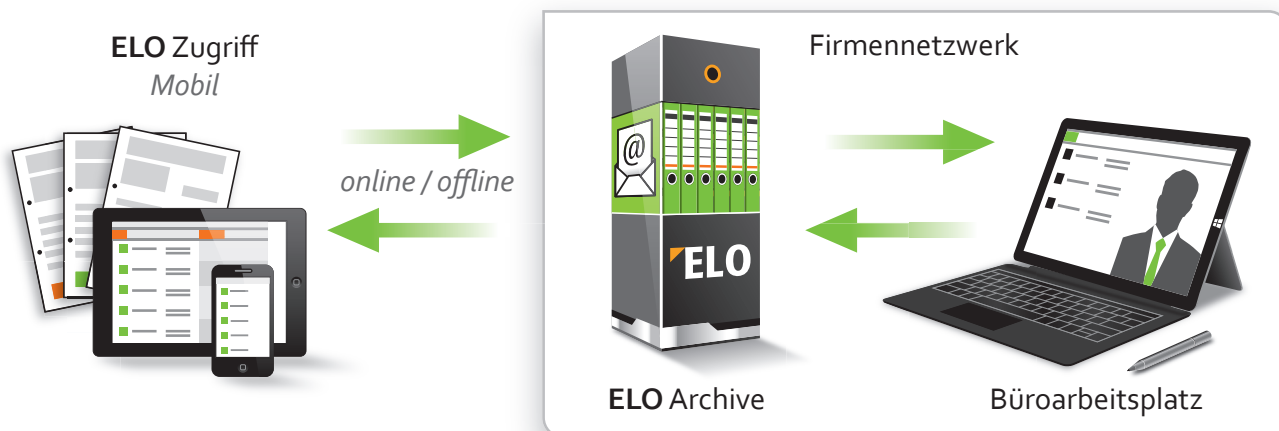 ELO Zugriff
Mobil
online / offline
Firmennetzwerk
@
ELO
ELO Archive
Büroarbeitsplatz